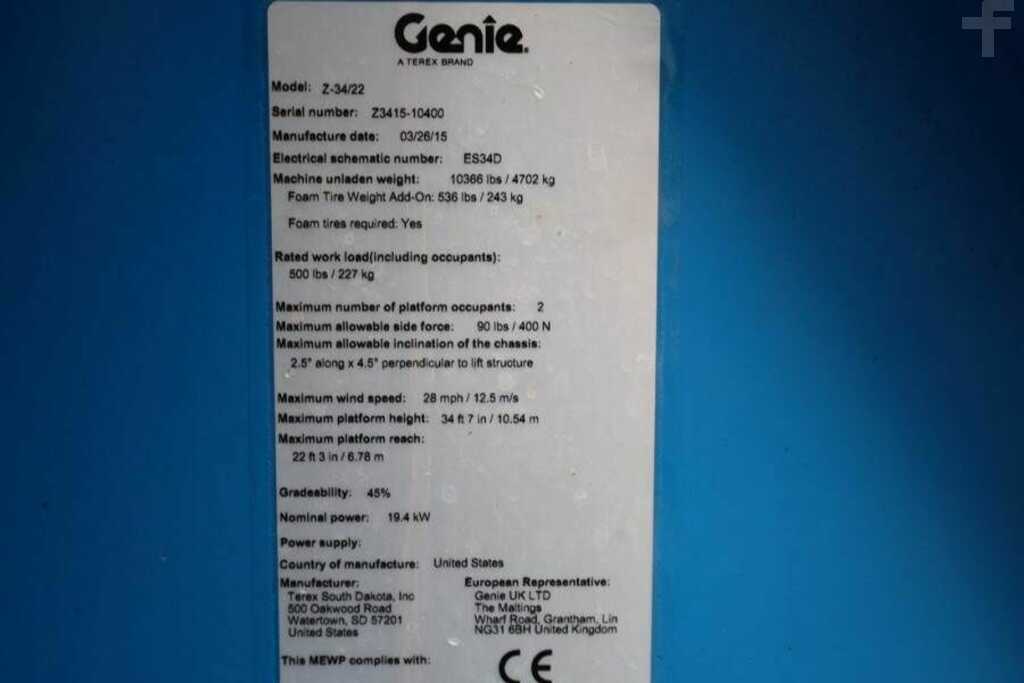 Genie.
A TEREX BRAND
Model: Z-34/22
Serial number: Z3415-10400
Manufacture date: 03/26/15
Electrical schematic number: ES34D
Machine unladen weight: 10366 lbs / 4702 kg
Foam Tire Weight Add-On: 536 lbs / 243 kg
Foam tires required: Yes
Rated work load(including occupants):
500 lbs / 227 kg
Maximum number of platform occupants: 2
Maximum allowable side force: 90 lbs / 400 N
Maximum allowable inclination of the chassis:
2.5° along x 4.5° perpendicular to lift structure
Maximum wind speed: 28 mph / 12.5 m/s
Maximum platform height: 34 ft 7 in / 10.54 m
Maximum platform reach:
22 ft 3 in / 6.78 m
Gradeability: 45%
Nominal power: 19.4 kW
Power supply:
Country of manufacture: United States
Manufacturer: European Representative:
Terex South Dakota, Inc Genie UK LTD
500 Oakwood Road The Maltings
Watertown, SD 57201 Wharf Road, Grantham, Lin
United States NG31 6BH United Kingdom
This MEWP complies with: CE
f